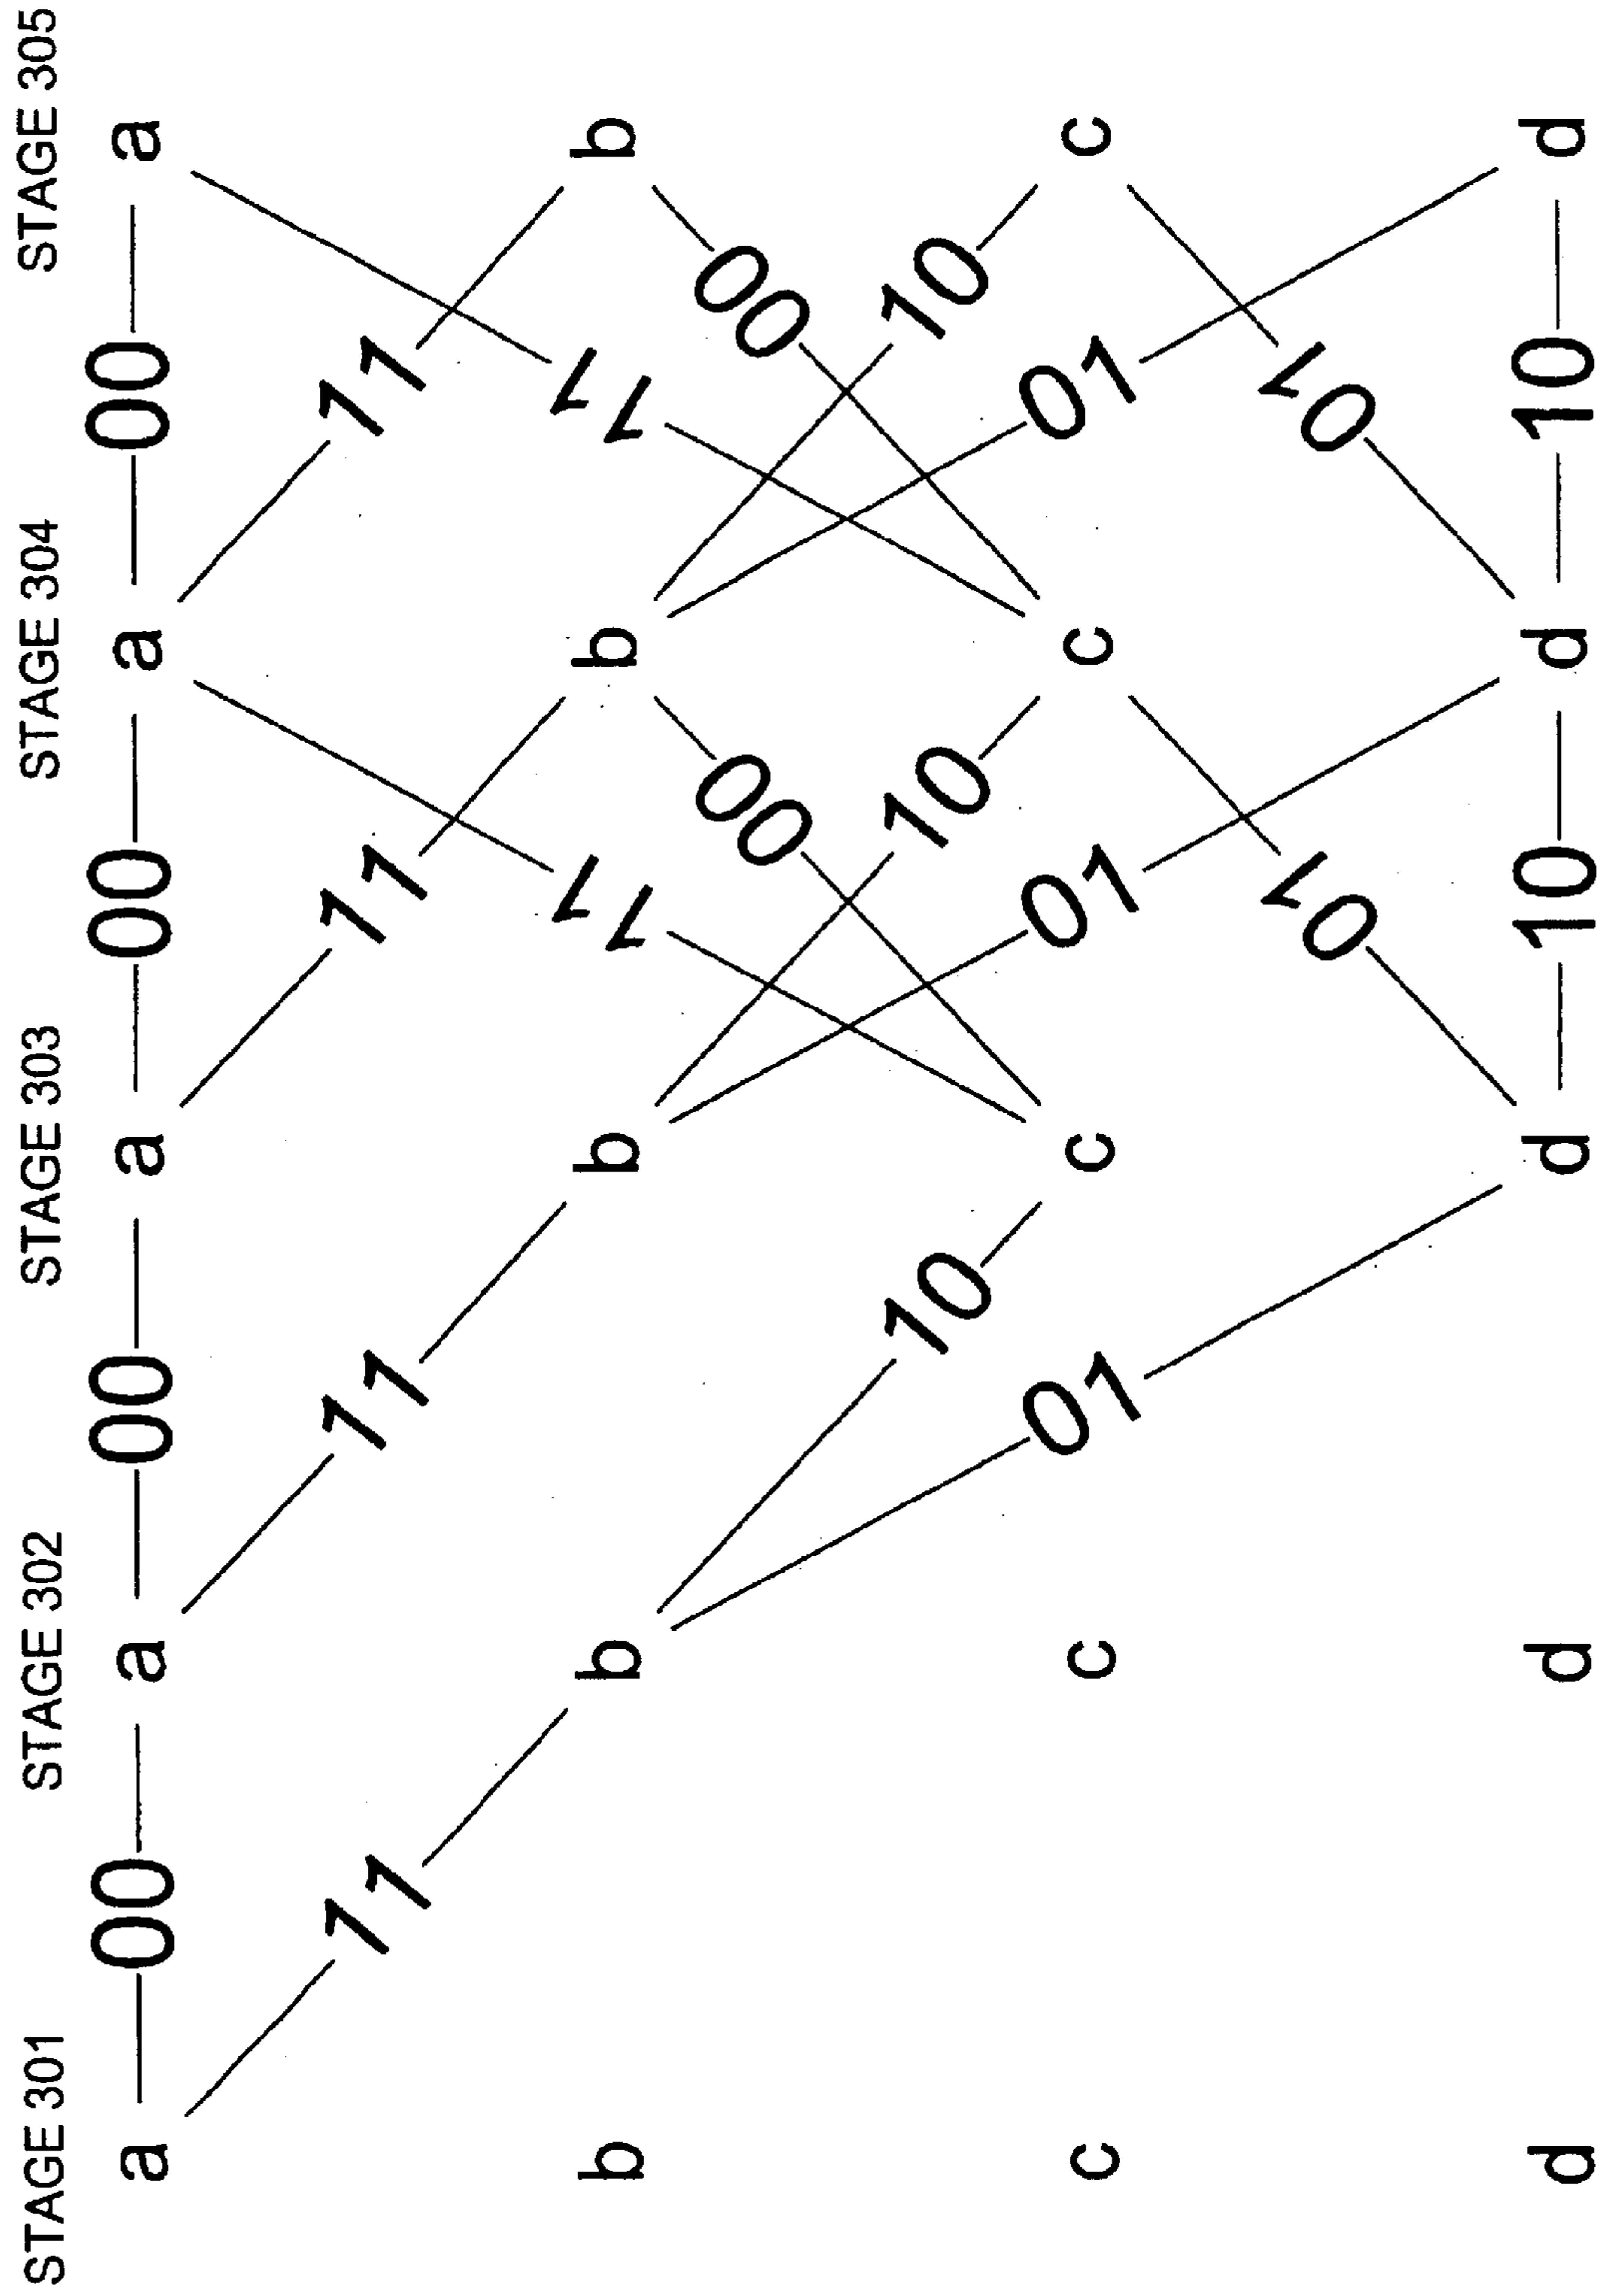 STAGE 301 STAGE 302 STAGE 303 STAGE 304 STAGE 305
a 00 a 00 a 00 a 00 a
11 11 11 11
b b b 11 b 11 b
00 00
10 10 10
c c 01 c 01 c 01 c
01 01
d d d 10 d 10 d